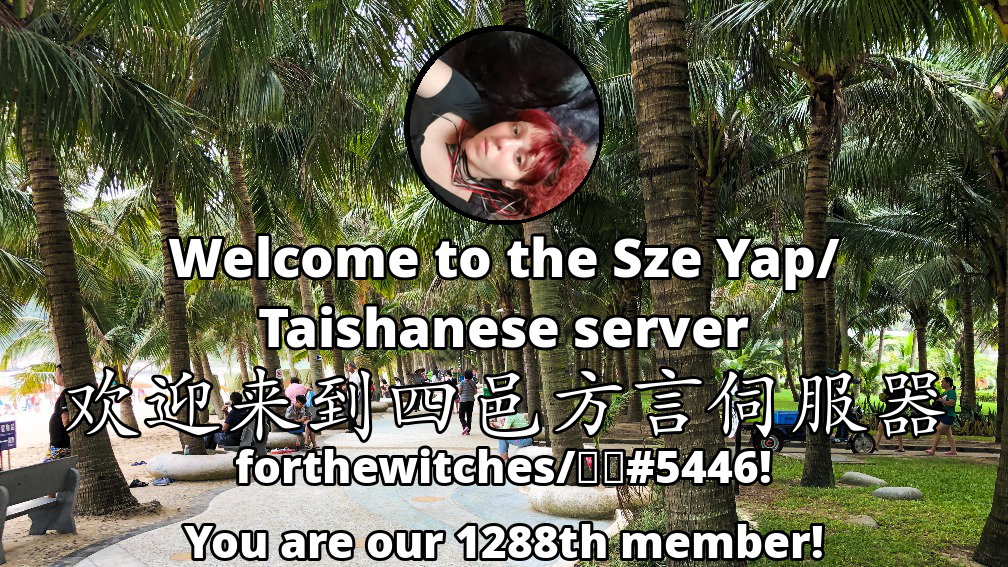 Welcome to the Sze Yap/
Taishanese server
欢迎来到四邑方言伺服器
forthewitches/▯▯#5446!
You are our 1288th member!